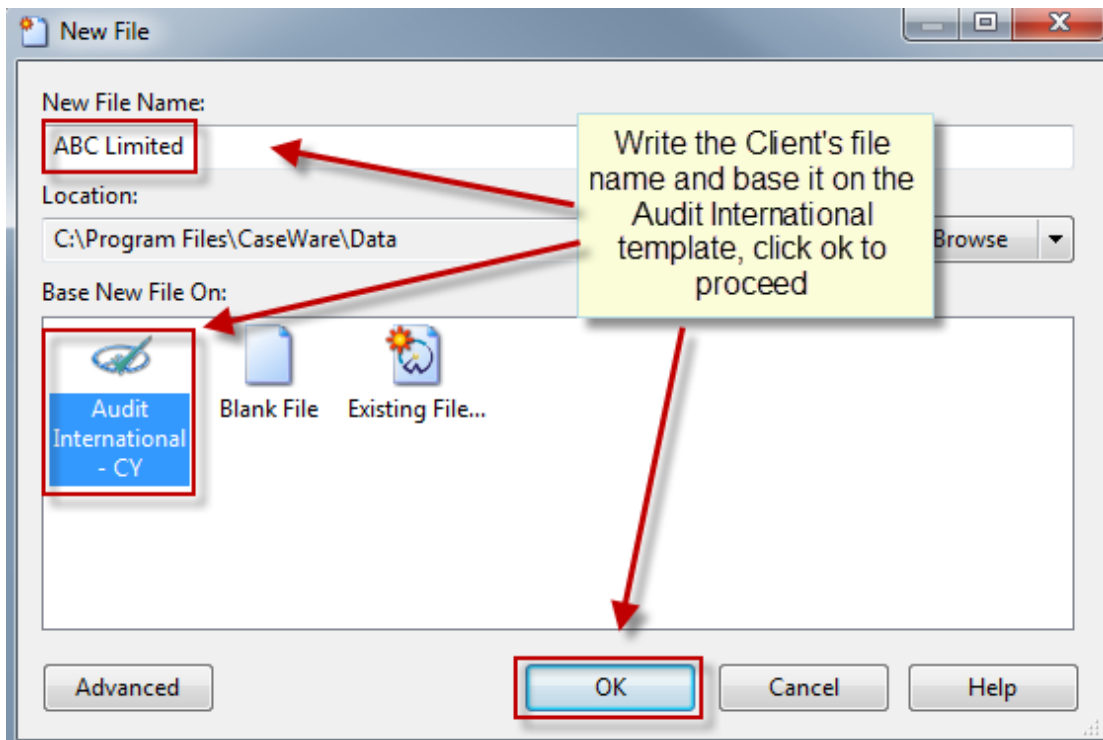 New File
New File Name:
ABC Limited
Write the Client's file
name and base it on the
Audit International
template, click ok to
proceed
Location:
C:\Program Files\CaseWare\Data
Browse
Base New File On:
Audit
International
- CY
Blank File
Existing File...
Advanced
OK
Cancel
Help